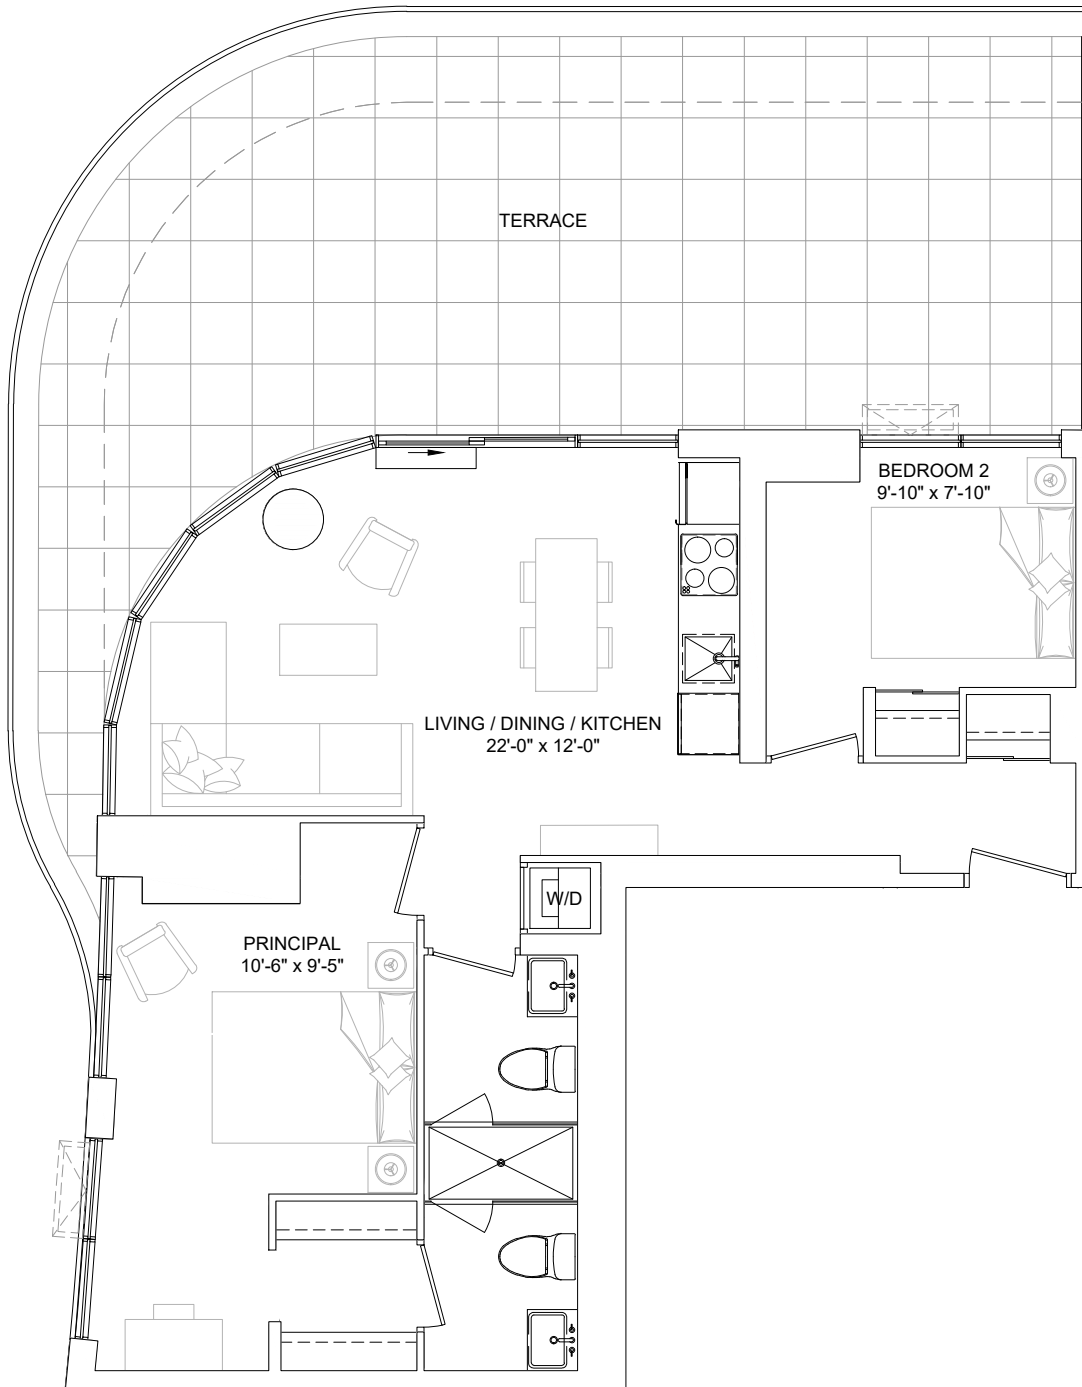 TERRACE
BEDROOM 2
9'-10" x 7'-10"
LIVING / DINING / KITCHEN
22'-0" x 12'-0"
W/D
PRINCIPAL
10'-6" x 9'-5"